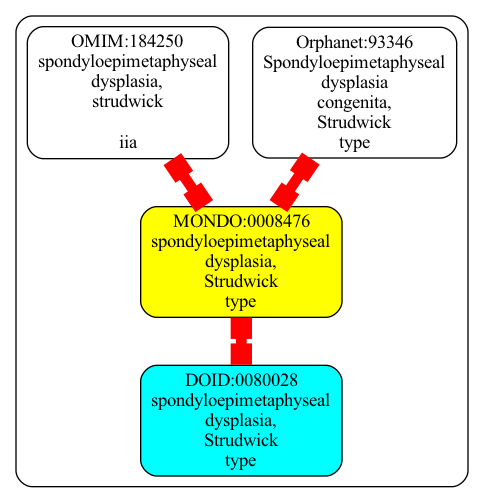 OMIM:184250
spondyloepimetaphyseal
dysplasia,
strudwick
iia
Orphanet:93346
Spondyloepimetaphyseal
dysplasia
congenita,
Strudwick
type
MONDO:0008476
spondyloepimetaphyseal
dysplasia,
Strudwick
type
DOID:0080028
spondyloepimetaphyseal
dysplasia,
Strudwick
type